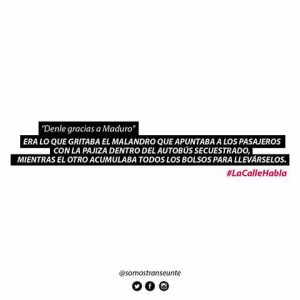 "Denle gracias a Maduro"
ERA LO QUE GRITABA EL MALANDRO QUE APUNTABA A LOS PASAJEROS
CON LA PAJIZA DENTRO DEL AUTOBÚS SECUESTRADO,
MIENTRAS EL OTRO ACUMULABA TODOS LOS BOLSOS PARA LLEVÁRSELOS.
#LaCalleHabla
@somostranseunte